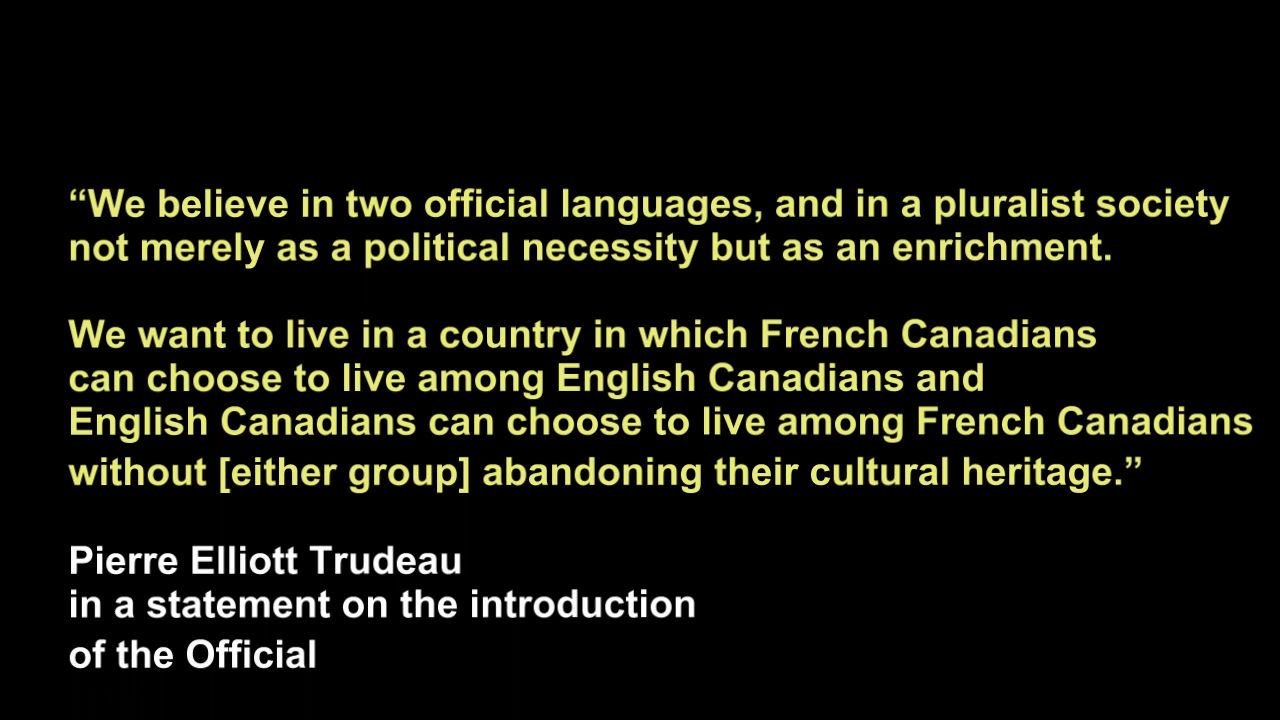 “We believe in two official languages, and in a pluralist society
not merely as a political necessity but as an enrichment.
We want to live in a country in which French Canadians
can choose to live among English Canadians and
English Canadians can choose to live among French Canadians
without [either group] abandoning their cultural heritage.”
Pierre Elliott Trudeau
in a statement on the introduction
of the Official